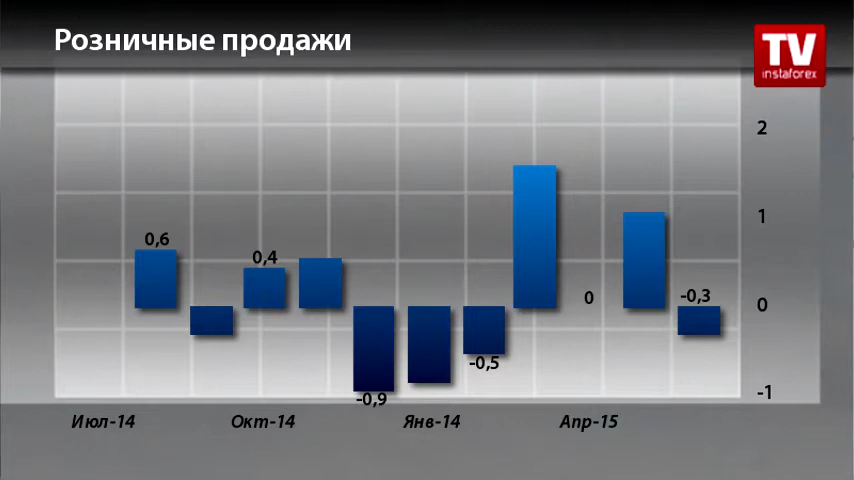 Розничные продажи
TV
instaforex
2
1
0
-1
0,6
0,4
-0,9
-0,5
0
-0,3
Июл-14
Окт-14
Янв-14
Апр-15